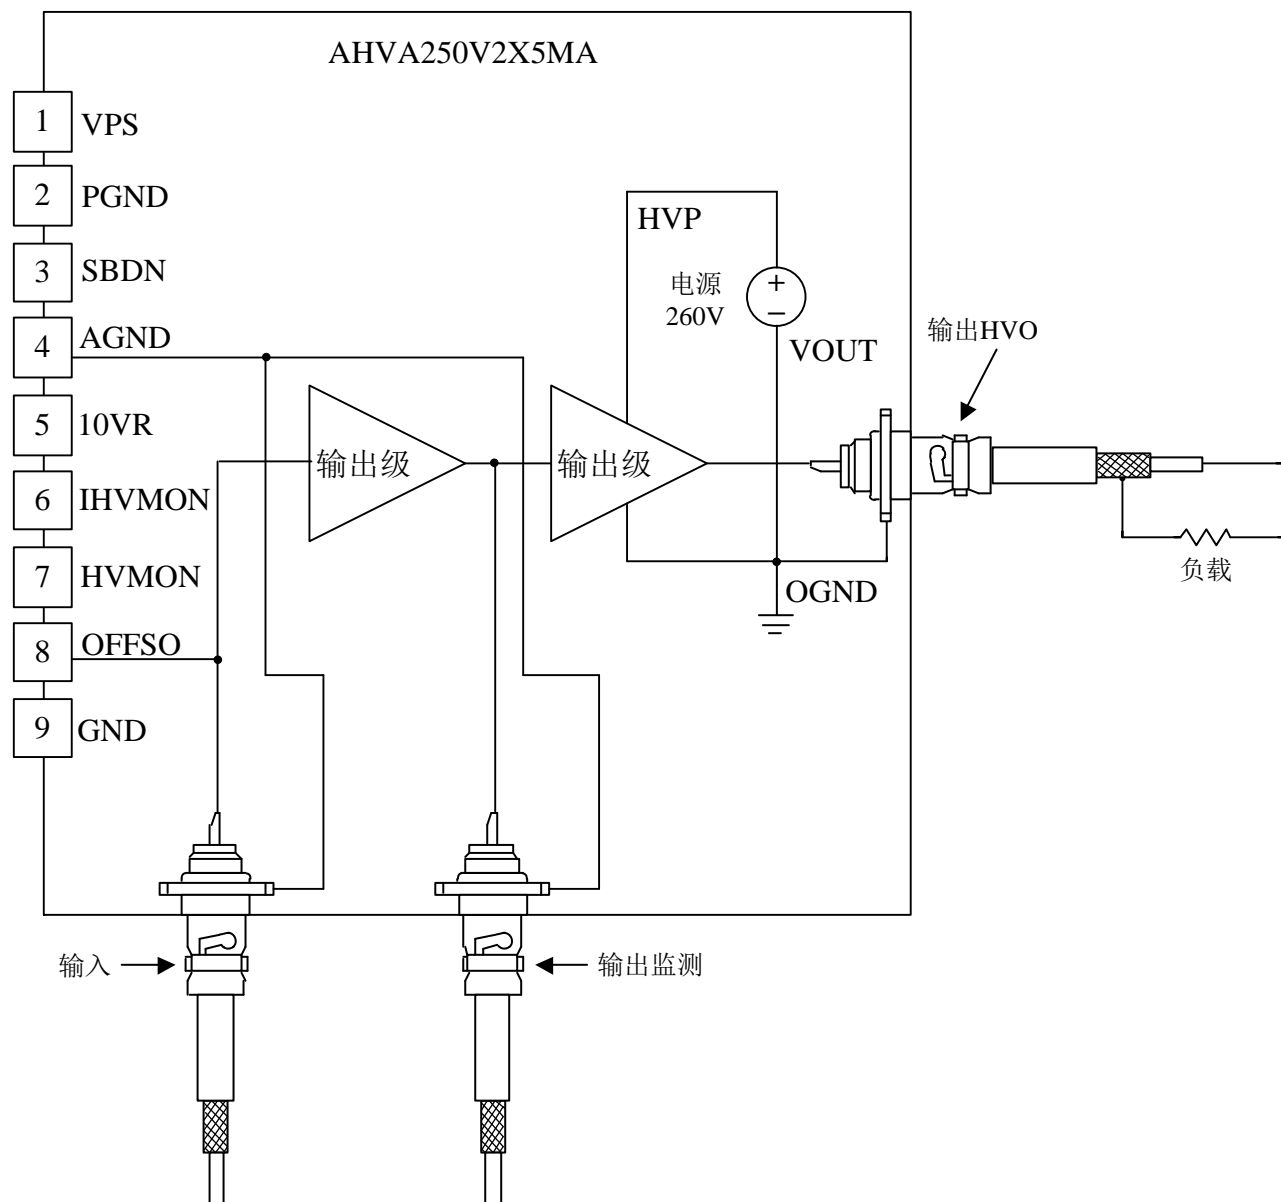 AHVA250V2X5MA
1 VPS
2 PGND
3 SBDN
4 AGND
5 10VR
6 IHVMON
7 HVMON
8 OFFSO
9 GND
HVP
电源
260V
+
−
VOUT
输出HVO
输出级
输出级
负载
OGND
输入
输出监测